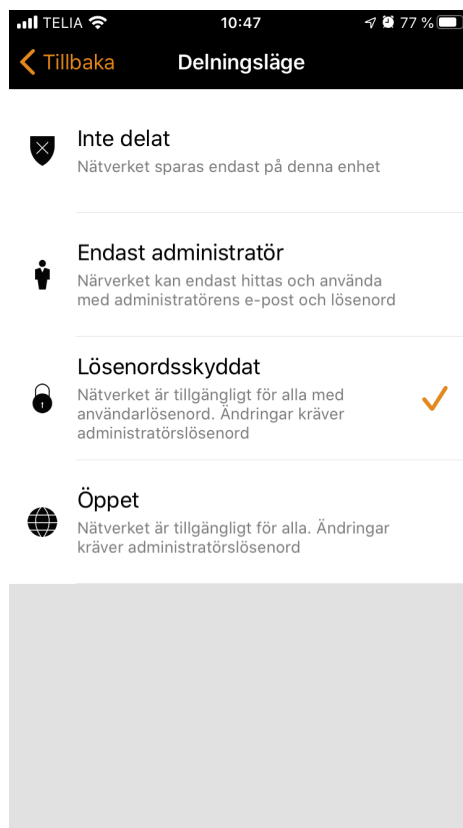 TELIA 10:47 77 %
Tillbaka Delningsläge
Inte delat
Nätverket sparas endast på denna enhet
Endast administratör
Närverket kan endast hittas och använda
med administratörens e-post och lösenord
Lösenordsskyddat
Nätverket är tillgängligt för alla med
användarlösenord. Ändringar kräver
administratörslösenord
Öppet
Nätverket är tillgängligt för alla. Ändringar
kräver administratörslösenord